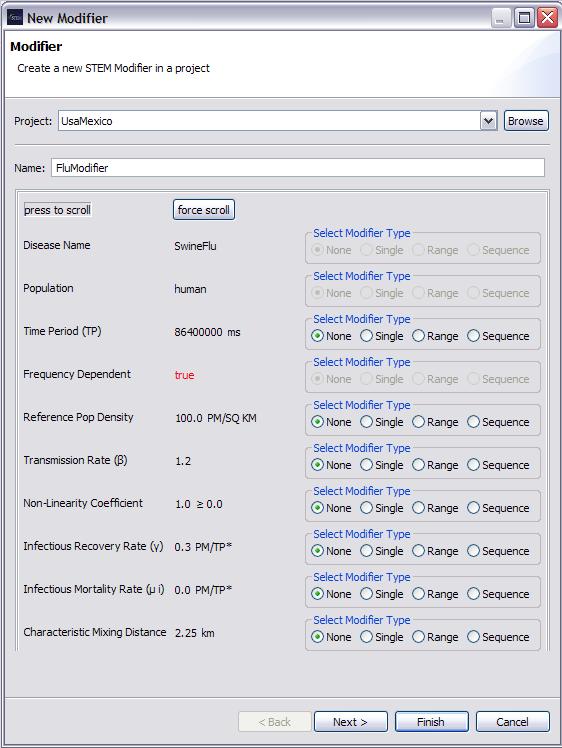 New Modifier
Modifier
Create a new STEM Modifier in a project
Project: UsaMexico Browse
Name: FluModifier
press to scroll force scroll
Select Modifier Type
Disease Name SwineFlu None Single Range Sequence
Select Modifier Type
Population human None Single Range Sequence
Select Modifier Type
Time Period (TP) 86400000 ms None Single Range Sequence
Select Modifier Type
Frequency Dependent true None Single Range Sequence
Select Modifier Type
Reference Pop Density 100.0 PM/SQ KM None Single Range Sequence
Select Modifier Type
Transmission Rate (β) 1.2 None Single Range Sequence
Select Modifier Type
Non-Linearity Coefficient 1.0 ≥ 0.0 None Single Range Sequence
Select Modifier Type
Infectious Recovery Rate (γ) 0.3 PM/TP* None Single Range Sequence
Select Modifier Type
Infectious Mortality Rate (μ i) 0.0 PM/TP* None Single Range Sequence
Select Modifier Type
Characteristic Mixing Distance 2.25 km None Single Range Sequence
< Back Next > Finish Cancel